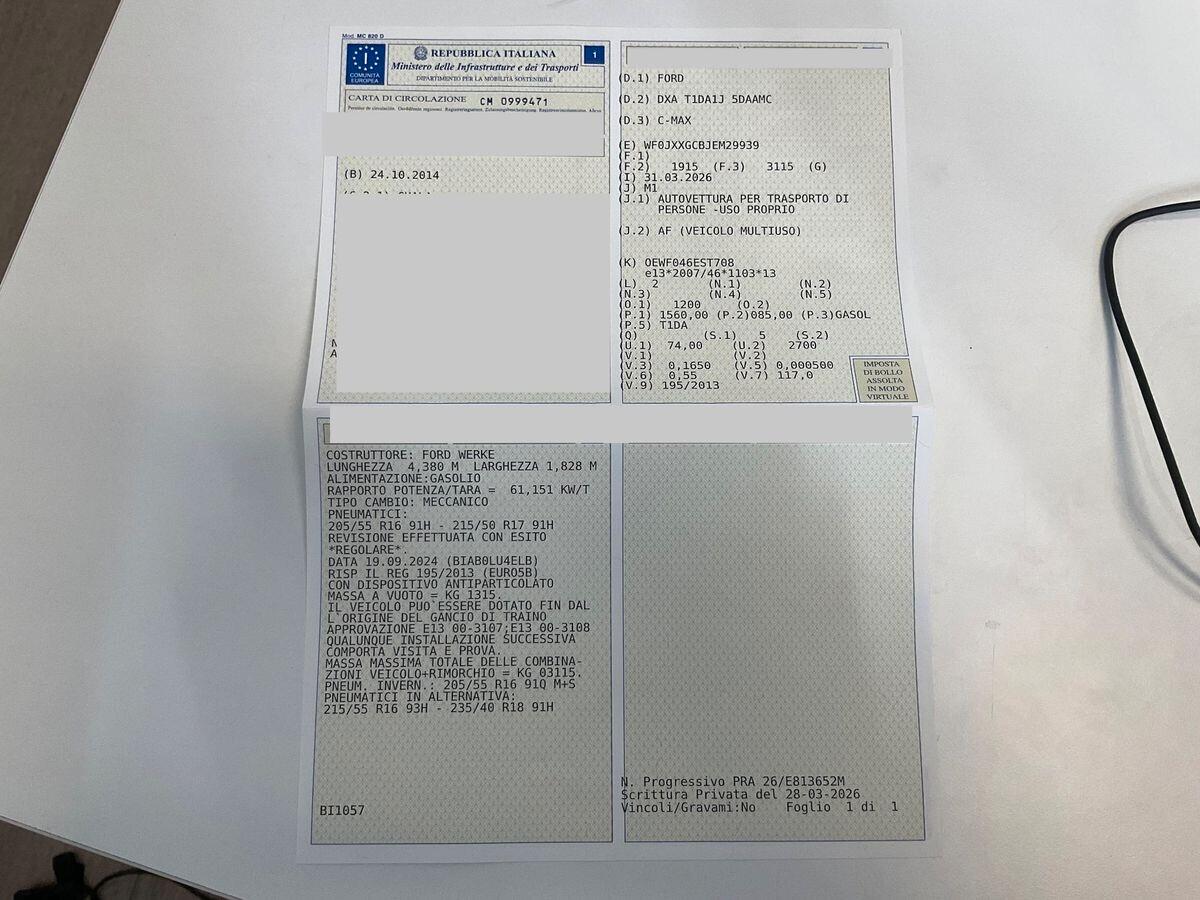 Mod. MC 820 D
I
COMUNITÀ
EUROPEA
REPUBBLICA ITALIANA
Ministero delle Infrastrutture e dei Trasporti
DIPARTIMENTO PER LA MOBILITÀ SOSTENIBILE
1
CARTA DI CIRCOLAZIONE CM 0999471
(B) 24.10.2014
N
A
(D.1) FORD
(D.2) DXA T1DA1J 5DAAMC
(D.3) C-MAX
(E) WF0JXXGCBJEM29939
(F.1)
(F.2) 1915 (F.3) 3115 (G)
(I) 31.03.2026
(J) M1
(J.1) AUTOVETTURA PER TRASPORTO DI
PERSONE -USO PROPRIO
(J.2) AF (VEICOLO MULTIUSO)
(K) OEWF046EST708
e13*2007/46*1103*13
(L) 2 (N.1) (N.2)
(N.3) (N.4) (N.5)
(O.1) 1200 (O.2)
(P.1) 1560,00 (P.2)085,00 (P.3)GASOL
(P.5) T1DA
(Q) (S.1) 5 (S.2)
(U.1) 74,00 (U.2) 2700
(V.1) (V.2)
(V.3) 0,1650 (V.5) 0,000500
(V.6) 0,55 (V.7) 117,0
(V.9) 195/2013
IMPOSTA
DI BOLLO
ASSOLTA
IN MODO
VIRTUALE
COSTRUTTORE: FORD WERKE
LUNGHEZZA 4,380 M LARGHEZZA 1,828 M
ALIMENTAZIONE:GASOLIO
RAPPORTO POTENZA/TARA = 61,151 KW/T
TIPO CAMBIO: MECCANICO
PNEUMATICI:
205/55 R16 91H - 215/50 R17 91H
REVISIONE EFFETTUATA CON ESITO
*REGOLARE*.
DATA 19.09.2024 (BIAB0LU4ELB)
RISP IL REG 195/2013 (EURO5B)
CON DISPOSITIVO ANTIPARTICOLATO
MASSA A VUOTO = KG 1315.
IL VEICOLO PUO`ESSERE DOTATO FIN DAL
L`ORIGINE DEL GANCIO DI TRAINO
APPROVAZIONE E13 00-3107;E13 00-3108
QUALUNQUE INSTALLAZIONE SUCCESSIVA
COMPORTA VISITA E PROVA.
MASSA MASSIMA TOTALE DELLE COMBINA-
ZIONI VEICOLO+RIMORCHIO = KG 03115.
PNEUM. INVERN.: 205/55 R16 91Q M+S
PNEUMATICI IN ALTERNATIVA:
215/55 R16 93H - 235/40 R18 91H
BI1057
N. Progressivo PRA 26/E813652M
Scrittura Privata del 28-03-2026
Vincoli/Gravami:No Foglio 1 di 1